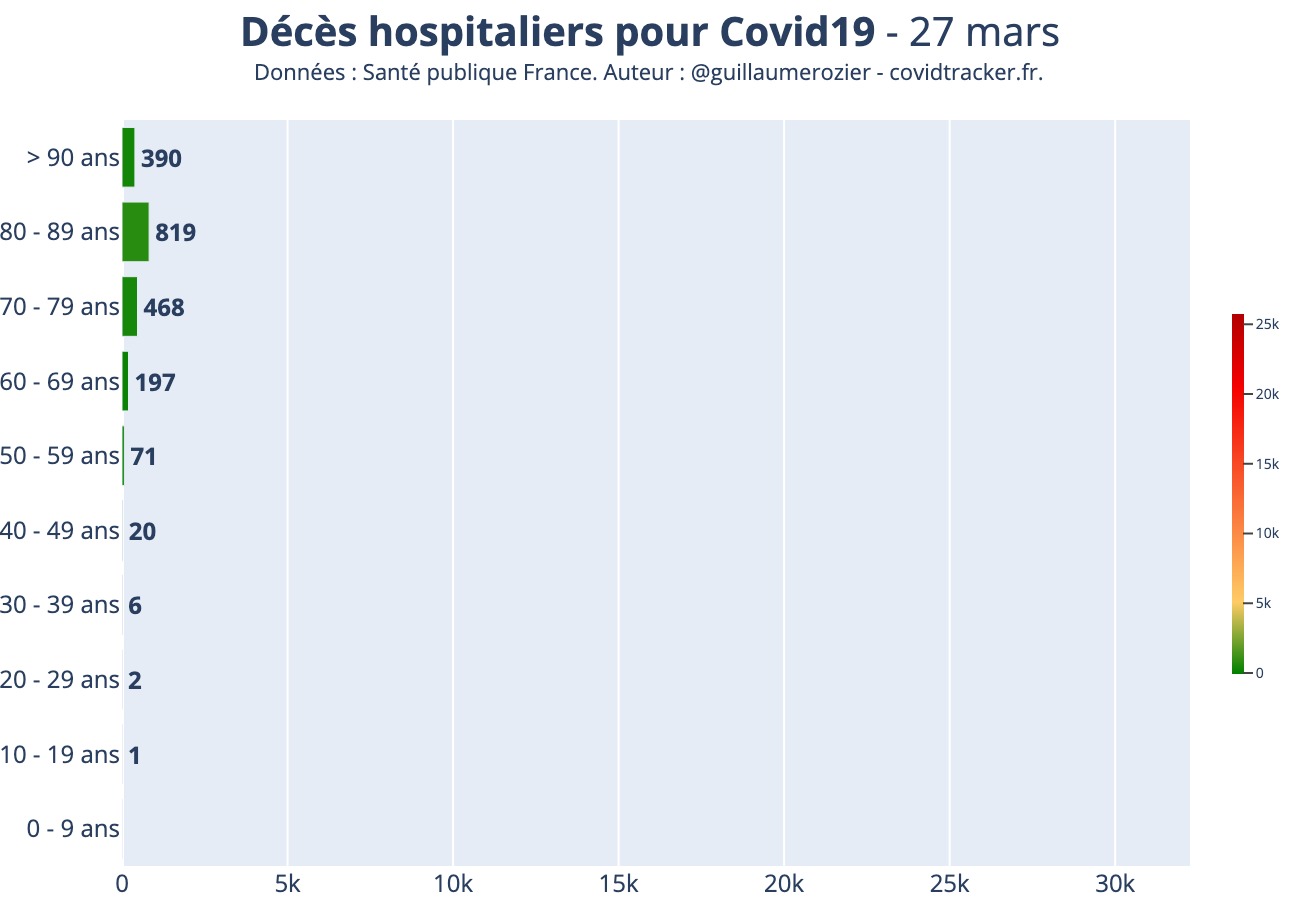 Décès hospitaliers pour Covid19 - 27 mars
Données : Santé publique France. Auteur : @guillaumerozier - covidtracker.fr.
> 90 ans 390
80 - 89 ans 819
70 - 79 ans 468
60 - 69 ans 197
50 - 59 ans 71
40 - 49 ans 20
30 - 39 ans 6
20 - 29 ans 2
10 - 19 ans 1
0 - 9 ans
0 5k 10k 15k 20k 25k 30k
25k
20k
15k
10k
5k
0